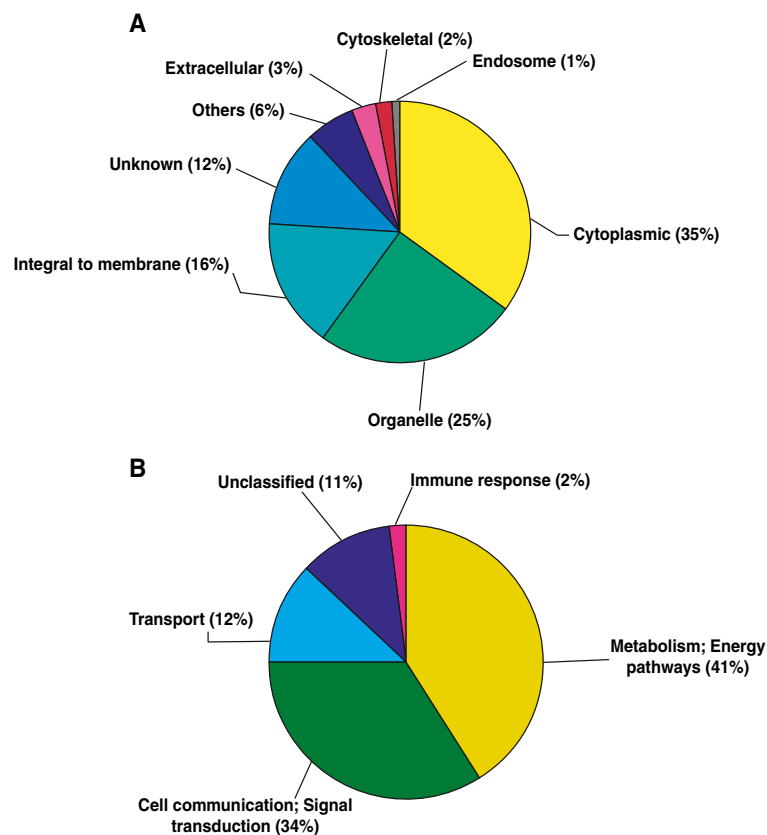 A
Cytoskeletal (2%)
Endosome (1%)
Extracellular (3%)
Others (6%)
Unknown (12%)
Cytoplasmic (35%)
Integral to membrane (16%)
Organelle (25%)
B
Unclassified (11%)
Immune response (2%)
Transport (12%)
Metabolism; Energy
pathways (41%)
Cell communication; Signal
transduction (34%)